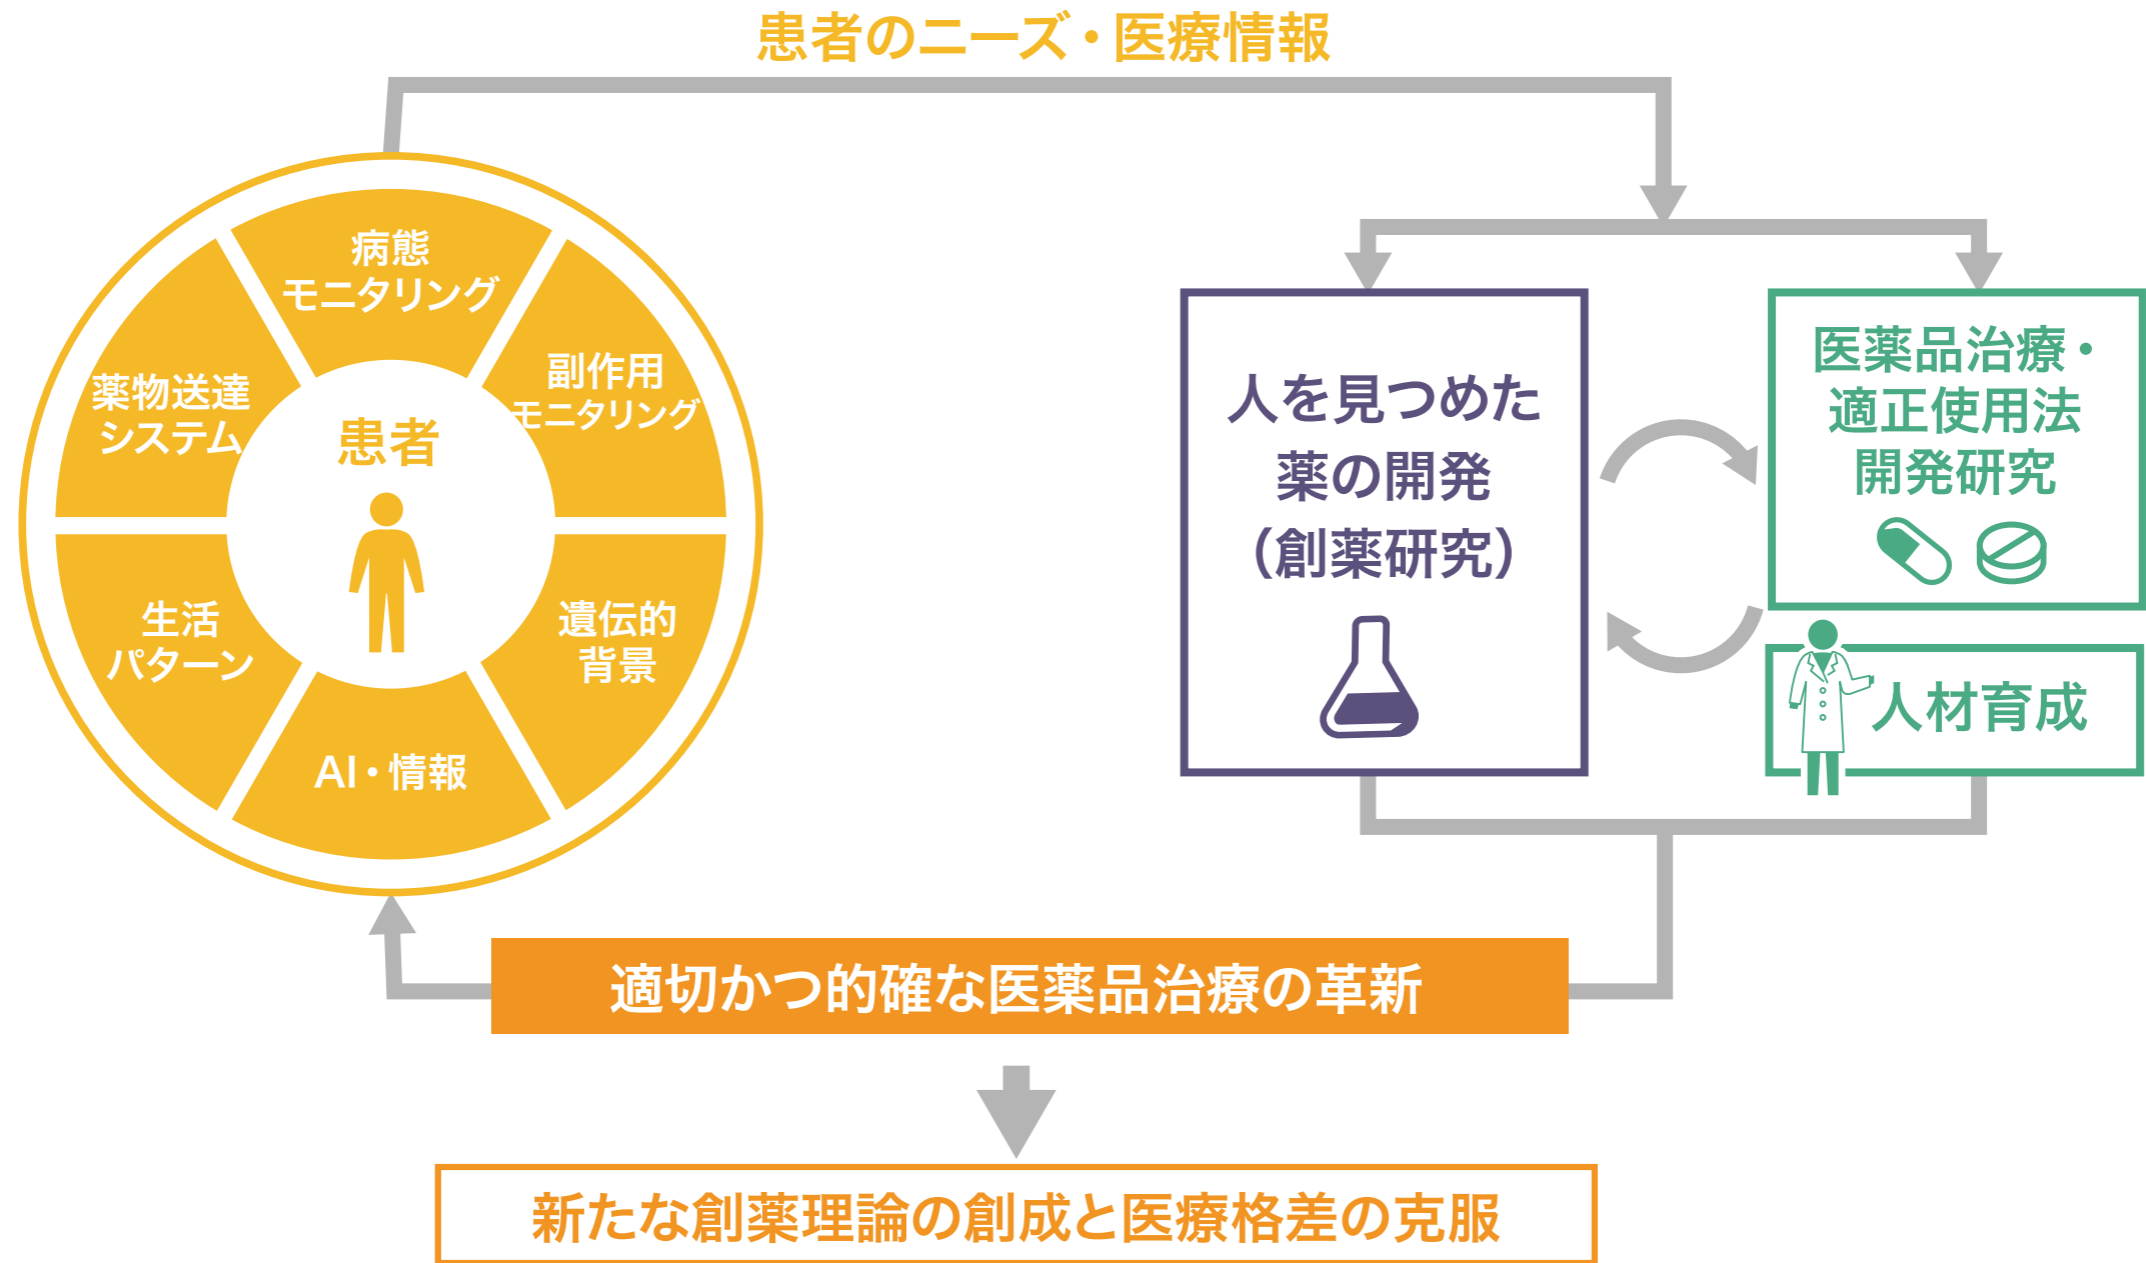 患者のニーズ・医療情報
病態
モニタリング
副作用
モニタリング
薬物送達
システム
患者
生活
パターン
遺伝的
背景
AI・情報
人を見つめた
薬の開発
（創薬研究）
医薬品治療・
適正使用法
開発研究
人材育成
適切かつ的確な医薬品治療の革新
新たな創薬理論の創成と医療格差の克服